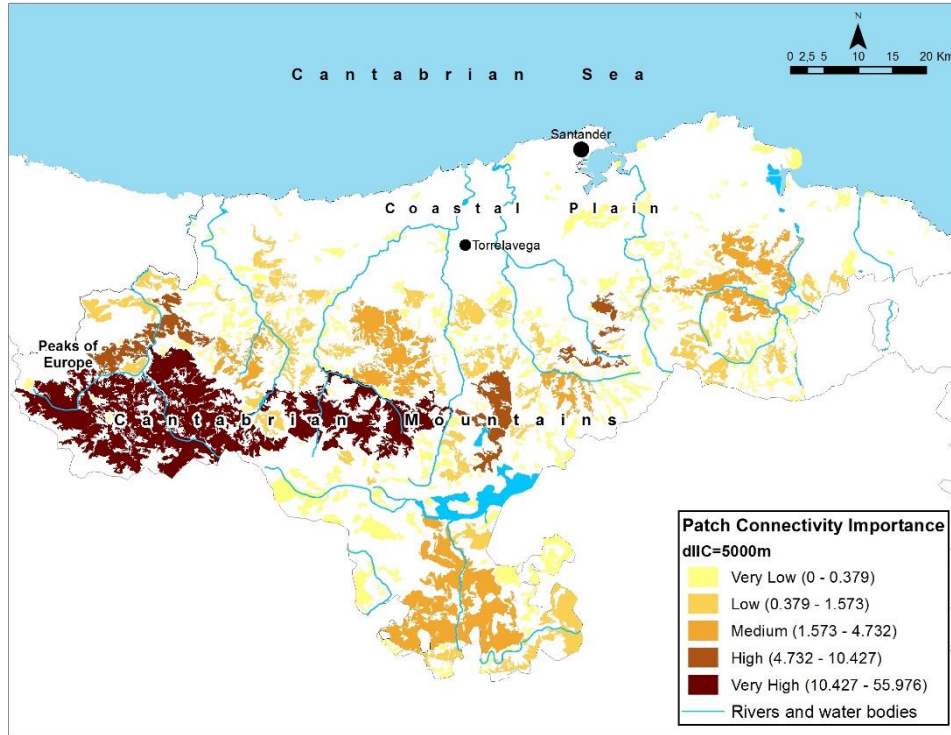 N
0 2,5 5 10 15 20 Km
Cantabrian Sea
Santander
Coastal Plain
Torrelavega
Peaks of
Europe
Cantabrian Mountains
Patch Connectivity Importance
dIIC=5000m
Very Low (0 - 0.379)
Low (0.379 - 1.573)
Medium (1.573 - 4.732)
High (4.732 - 10.427)
Very High (10.427 - 55.976)
Rivers and water bodies